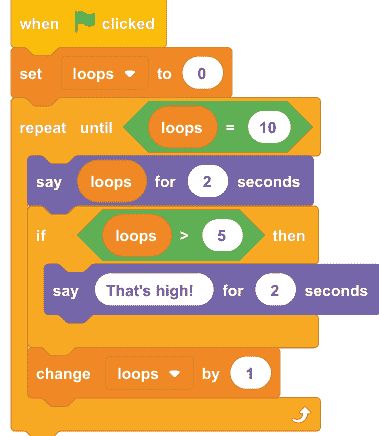 when clicked
set loops to 0
repeat until loops = 10
say loops for 2 seconds
if loops > 5 then
say That's high! for 2 seconds
change loops by 1